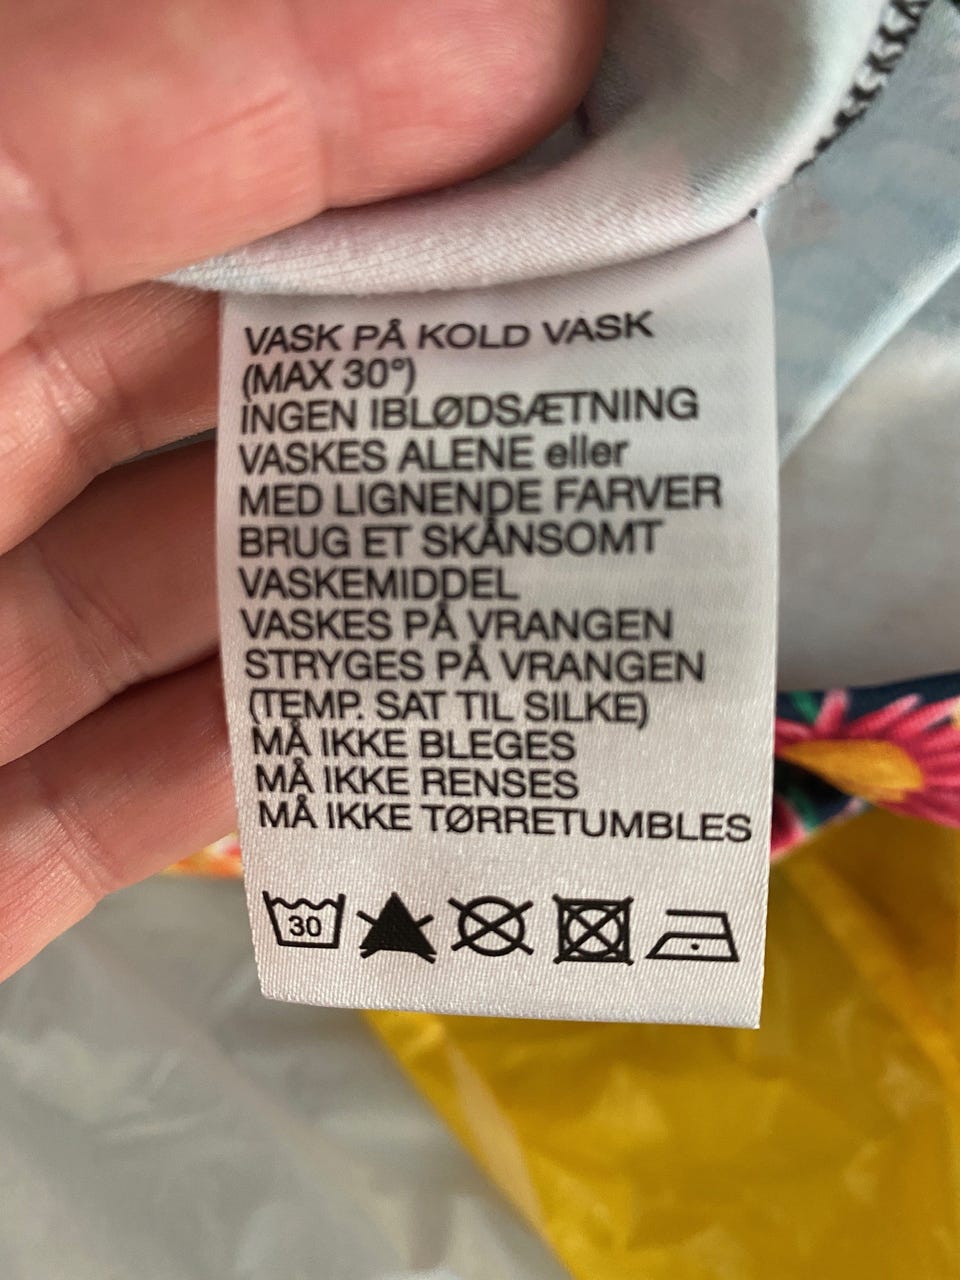 VASK PÅ KOLD VASK
(MAX 30°)
INGEN IBLØDSÆTNING
VASKES ALENE eller
MED LIGNENDE FARVER
BRUG ET SKÅNSOMT
VASKEMIDDEL
VASKES PÅ VRANGEN
STRYGES PÅ VRANGEN
(TEMP. SAT TIL SILKE)
MÅ IKKE BLEGES
MÅ IKKE RENSES
MÅ IKKE TØRRETUMBLES
30